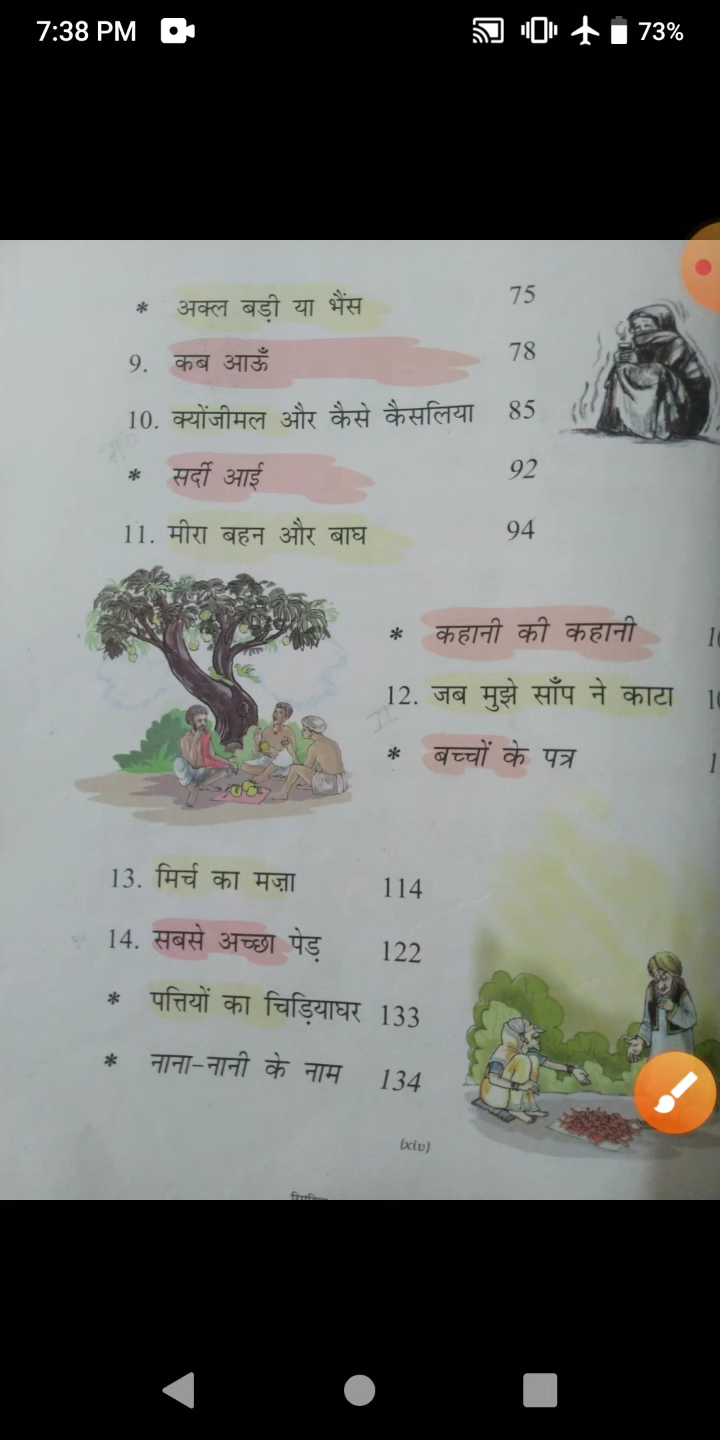 7:38 PM 73%
* अक्ल बड़ी या भैंस 75
9. कब आऊँ 78
10. क्योंजीमल और कैसे कैसलिया 85
* सर्दी आई 92
11. मीरा बहन और बाघ 94
* कहानी की कहानी
12. जब मुझे साँप ने काटा
* बच्चों के पत्र
13. मिर्च का मज़ा 114
14. सबसे अच्छा पेड़ 122
* पत्तियों का चिड़ियाघर 133
* नाना-नानी के नाम 134
(xiv)